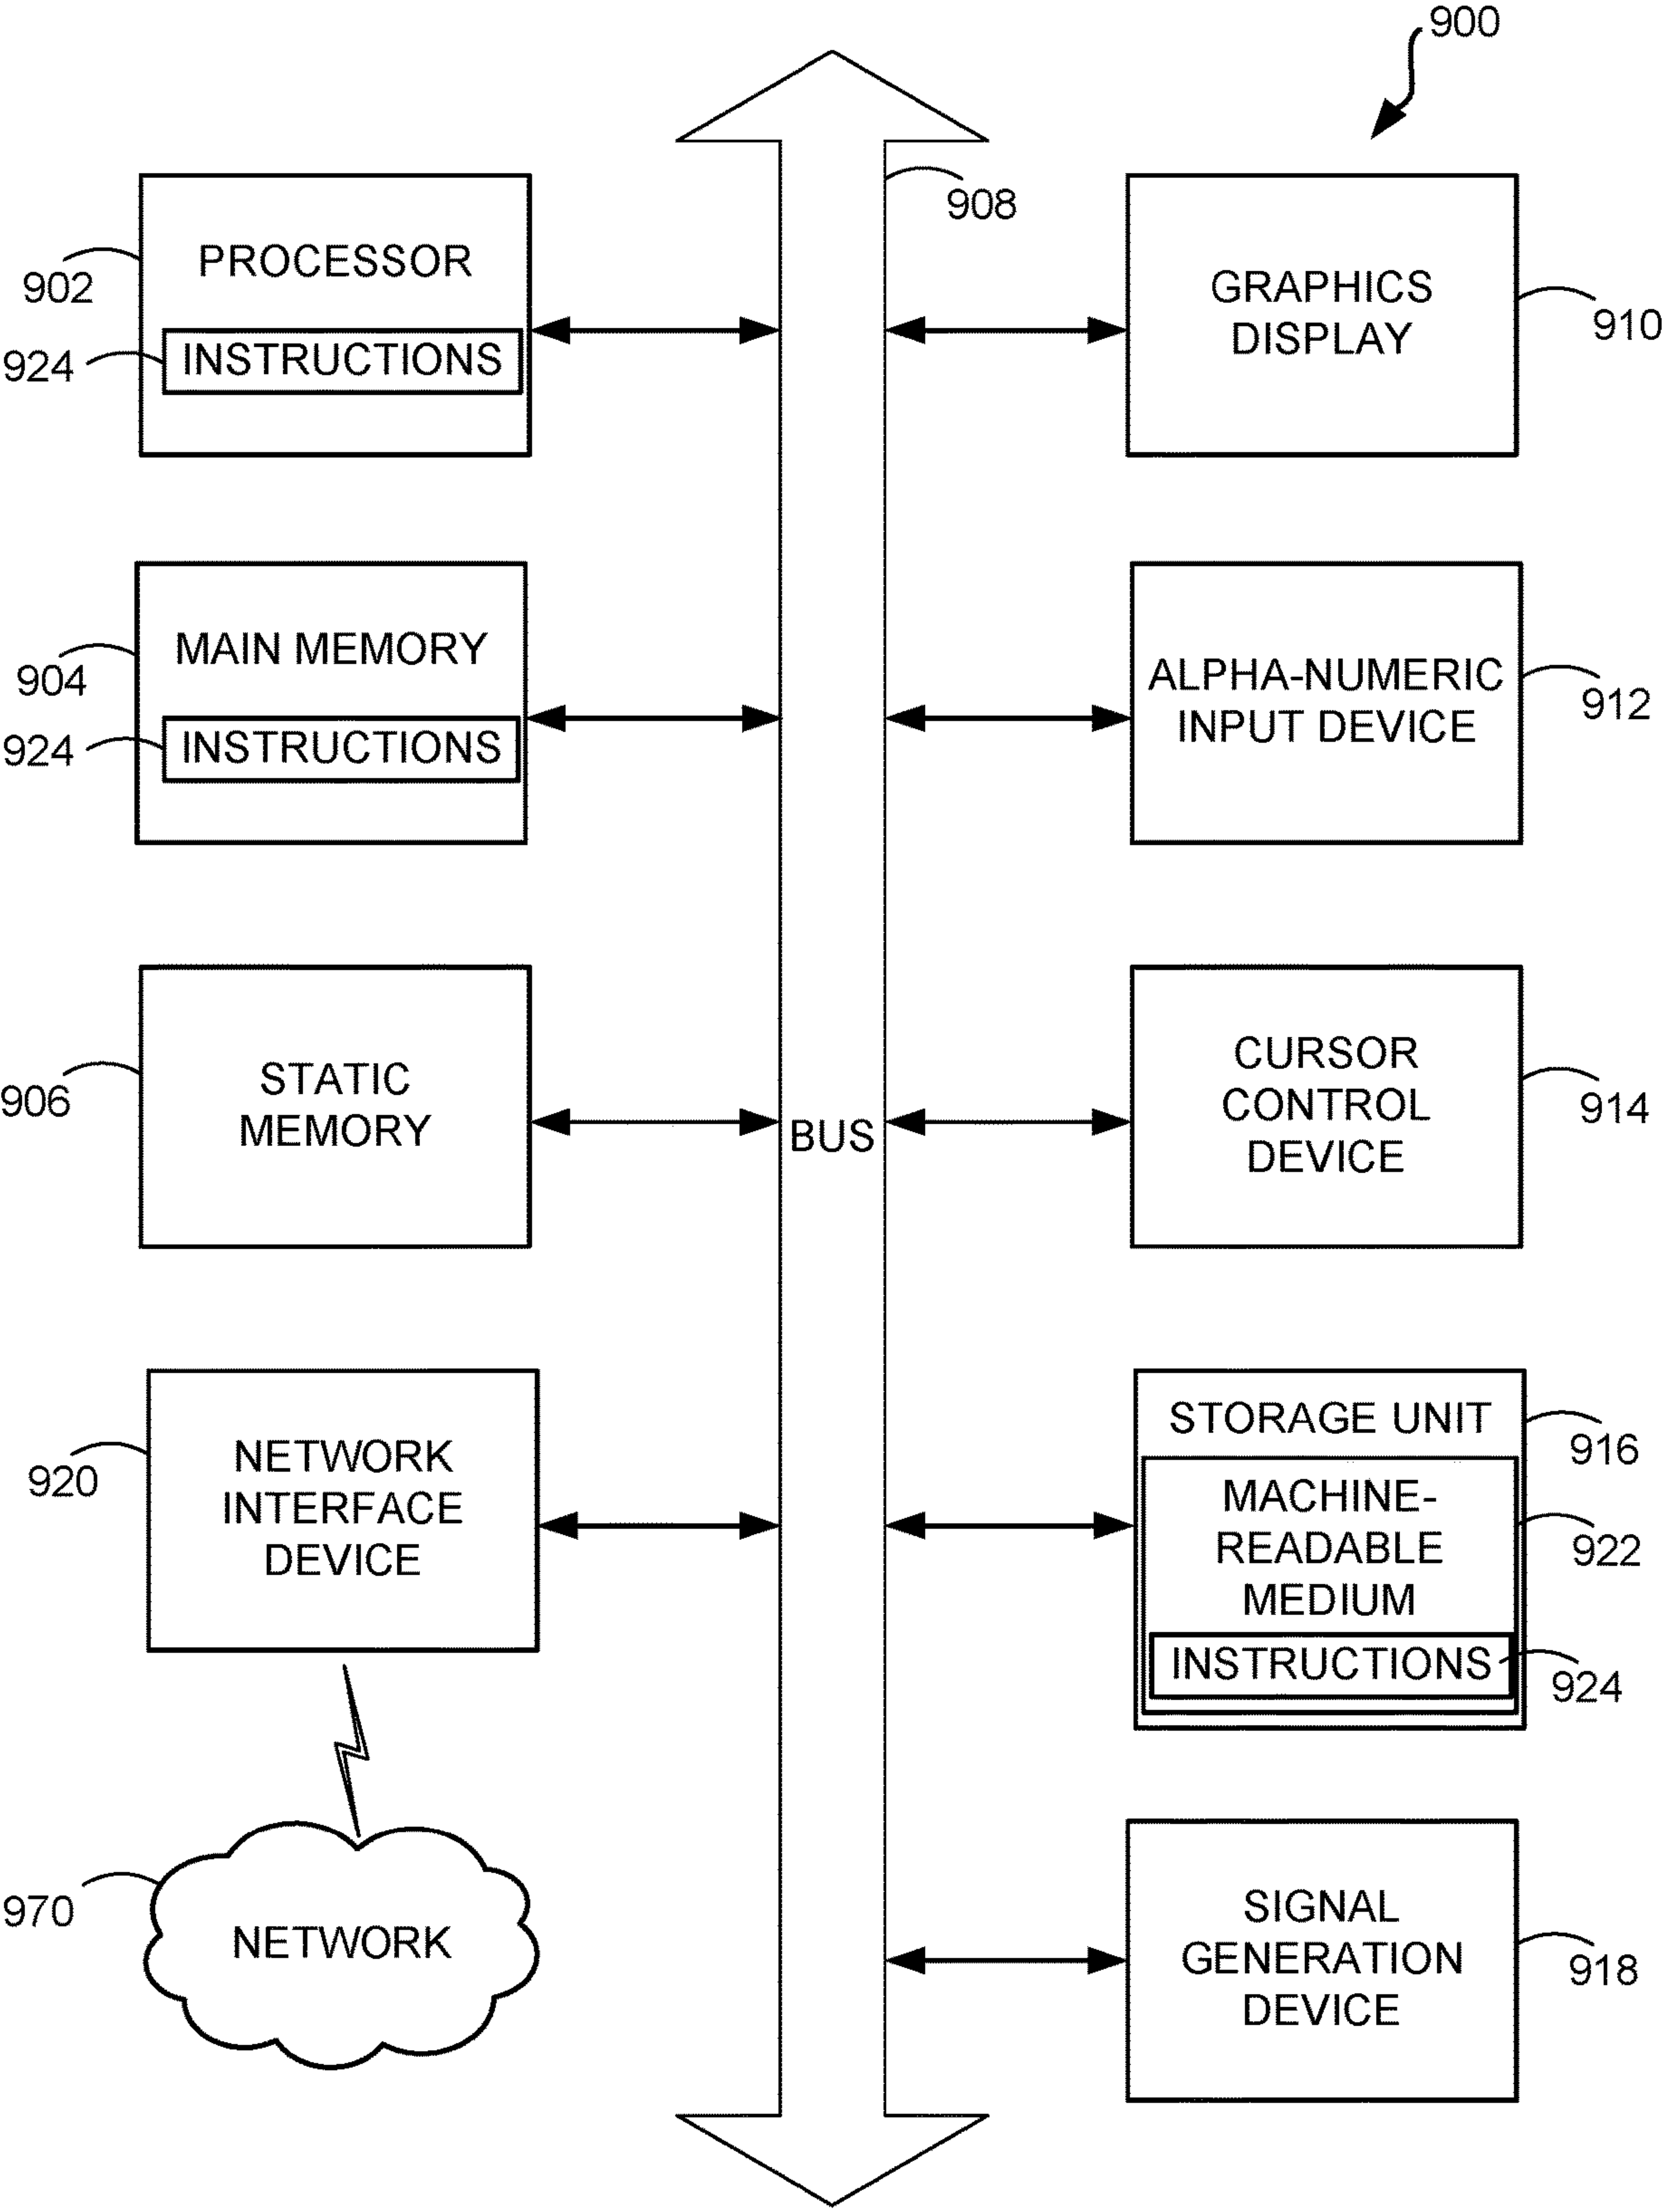 900
908
PROCESSOR
902
INSTRUCTIONS
924
GRAPHICS
DISPLAY
910
MAIN MEMORY
904
INSTRUCTIONS
924
ALPHA-NUMERIC
INPUT DEVICE
912
STATIC
MEMORY
906
BUS
CURSOR
CONTROL
DEVICE
914
NETWORK
INTERFACE
DEVICE
920
STORAGE UNIT
916
MACHINE-
READABLE
MEDIUM
922
INSTRUCTIONS
924
970
NETWORK
SIGNAL
GENERATION
DEVICE
918